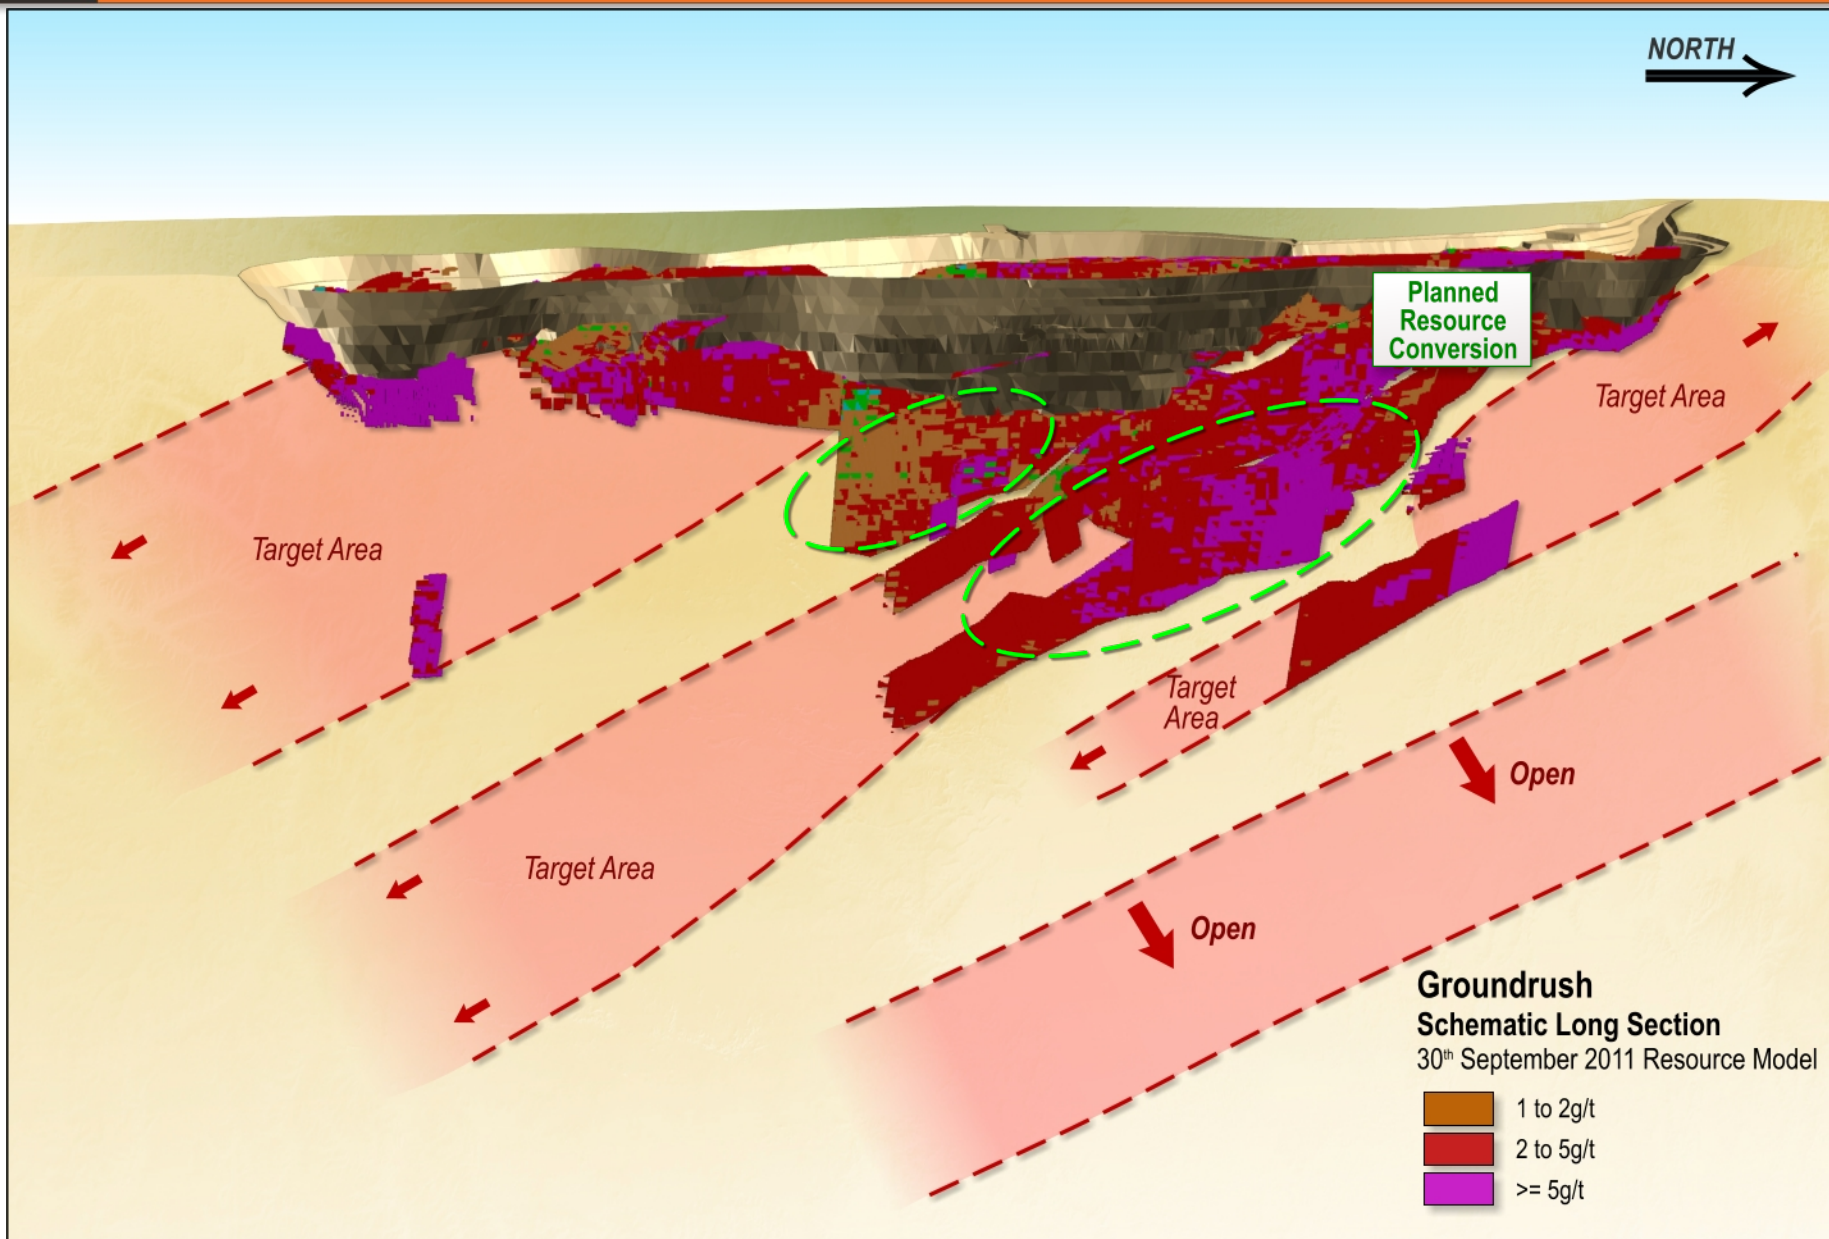 NORTH
Planned
Resource
Conversion
Target Area
Target Area
Target
Area
Open
Target Area
Open
Groundrush
Schematic Long Section
30th September 2011 Resource Model
1 to 2g/t
2 to 5g/t
>= 5g/t